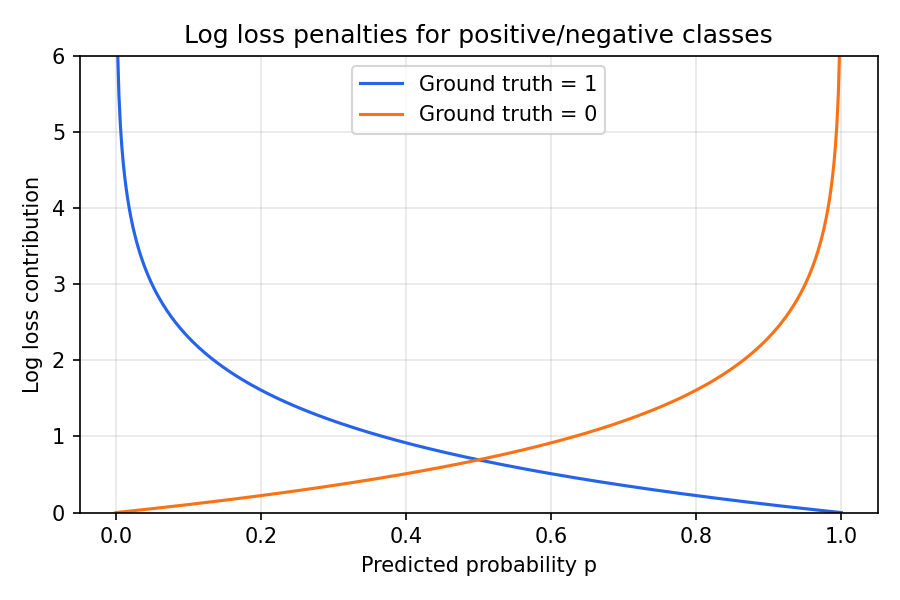 Log loss penalties for positive/negative classes
Ground truth = 1
Ground truth = 0
Log loss contribution
6
5
4
3
2
1
0
0.0 0.2 0.4 0.6 0.8 1.0
Predicted probability p